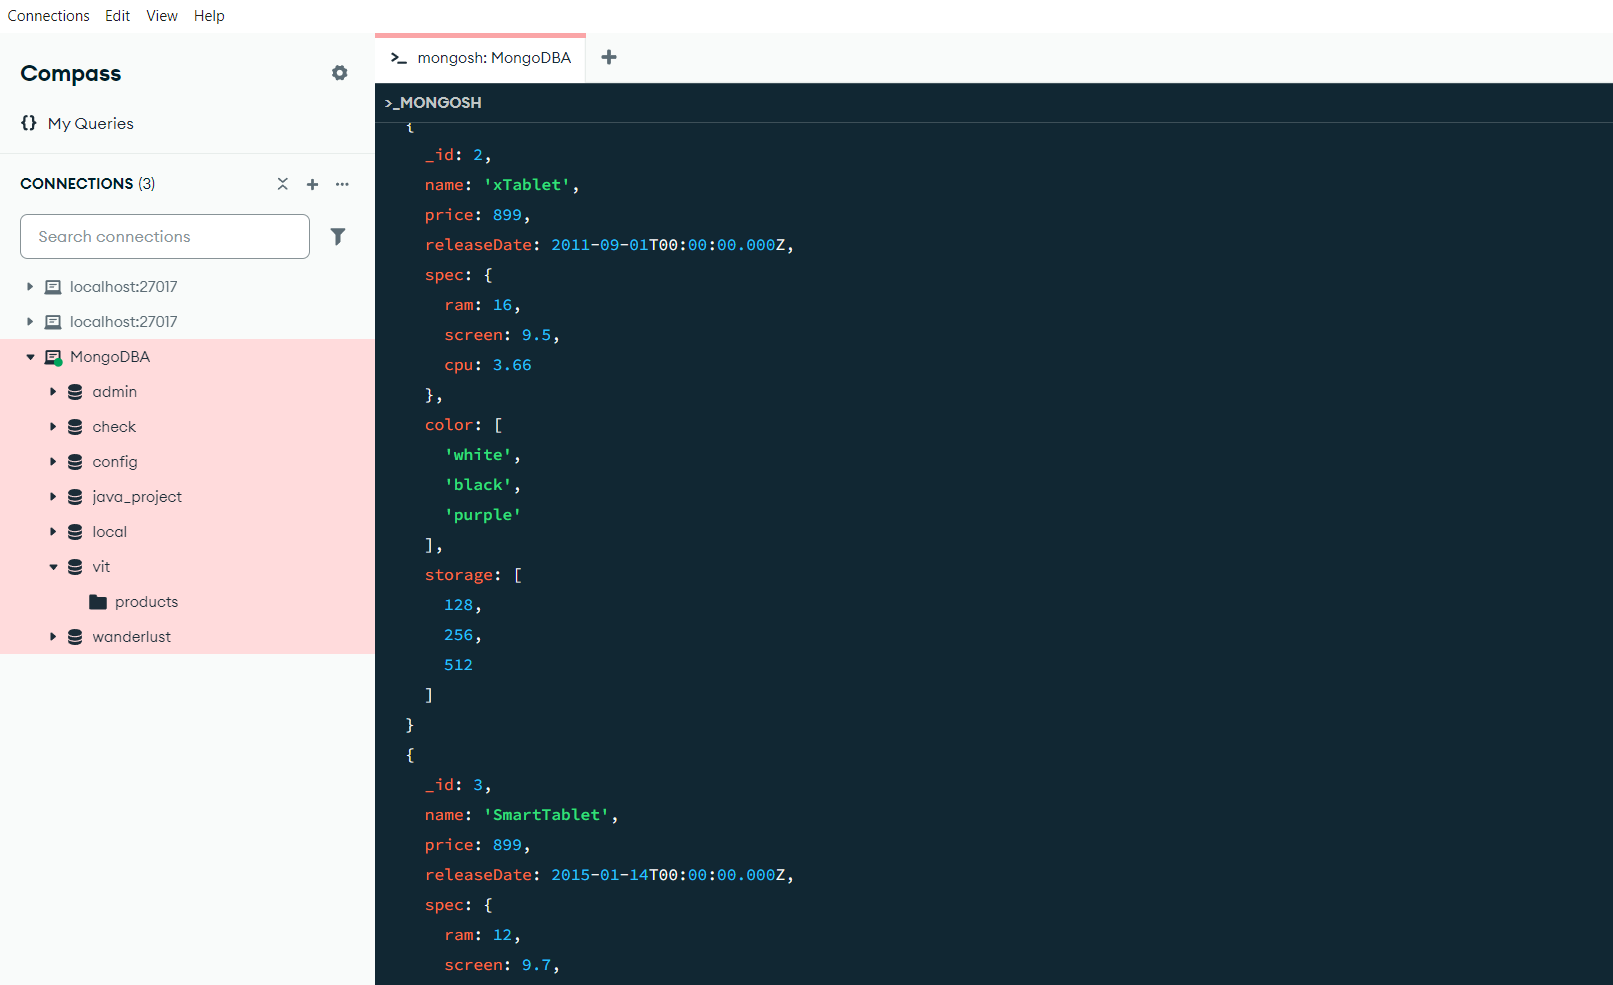 Connections Edit View Help
Compass
{} My Queries
CONNECTIONS (3)
Search connections
localhost:27017
localhost:27017
MongoDBA
admin
check
config
java_project
local
vit
products
wanderlust
>_ mongosh: MongoDBA +
>_MONGOSH
{
_id: 2,
name: 'xTablet',
price: 899,
releaseDate: 2011-09-01T00:00:00.000Z,
spec: {
ram: 16,
screen: 9.5,
cpu: 3.66
},
color: [
'white',
'black',
'purple'
],
storage: [
128,
256,
512
]
}
{
_id: 3,
name: 'SmartTablet',
price: 899,
releaseDate: 2015-01-14T00:00:00.000Z,
spec: {
ram: 12,
screen: 9.7,